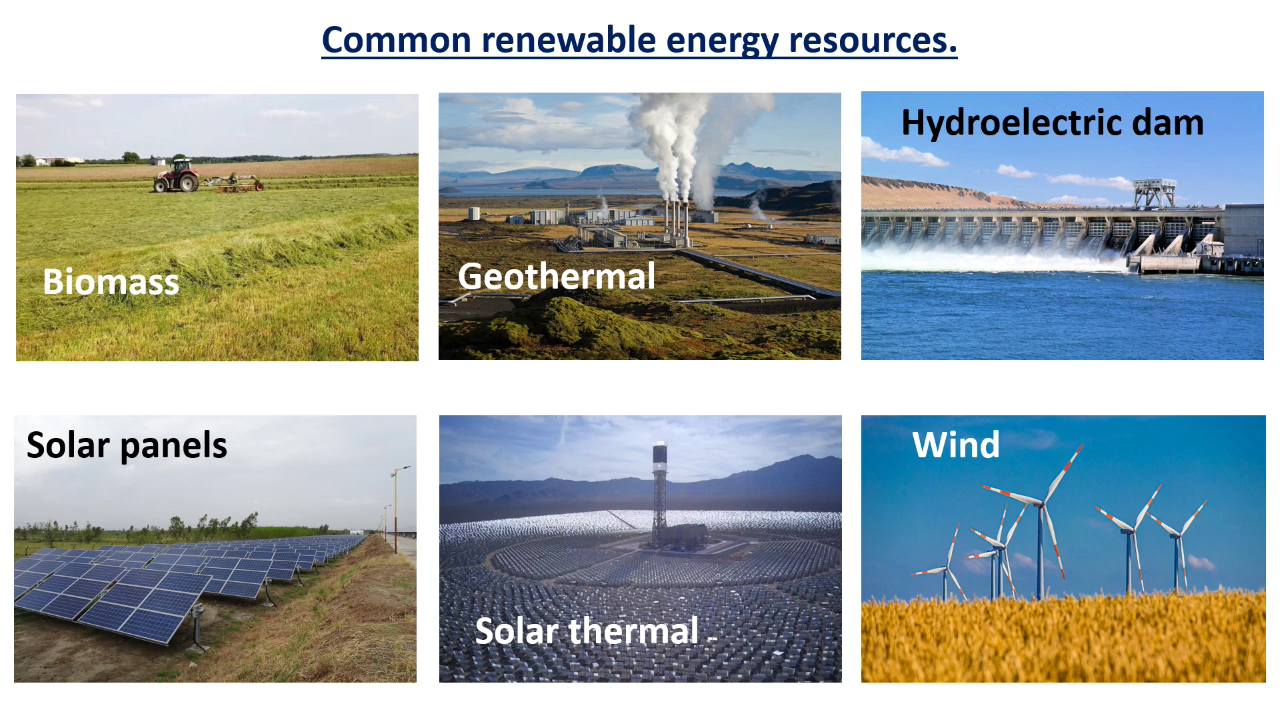 Common renewable energy resources.
Biomass
Geothermal
Hydroelectric dam
Solar panels
Solar thermal
Wind